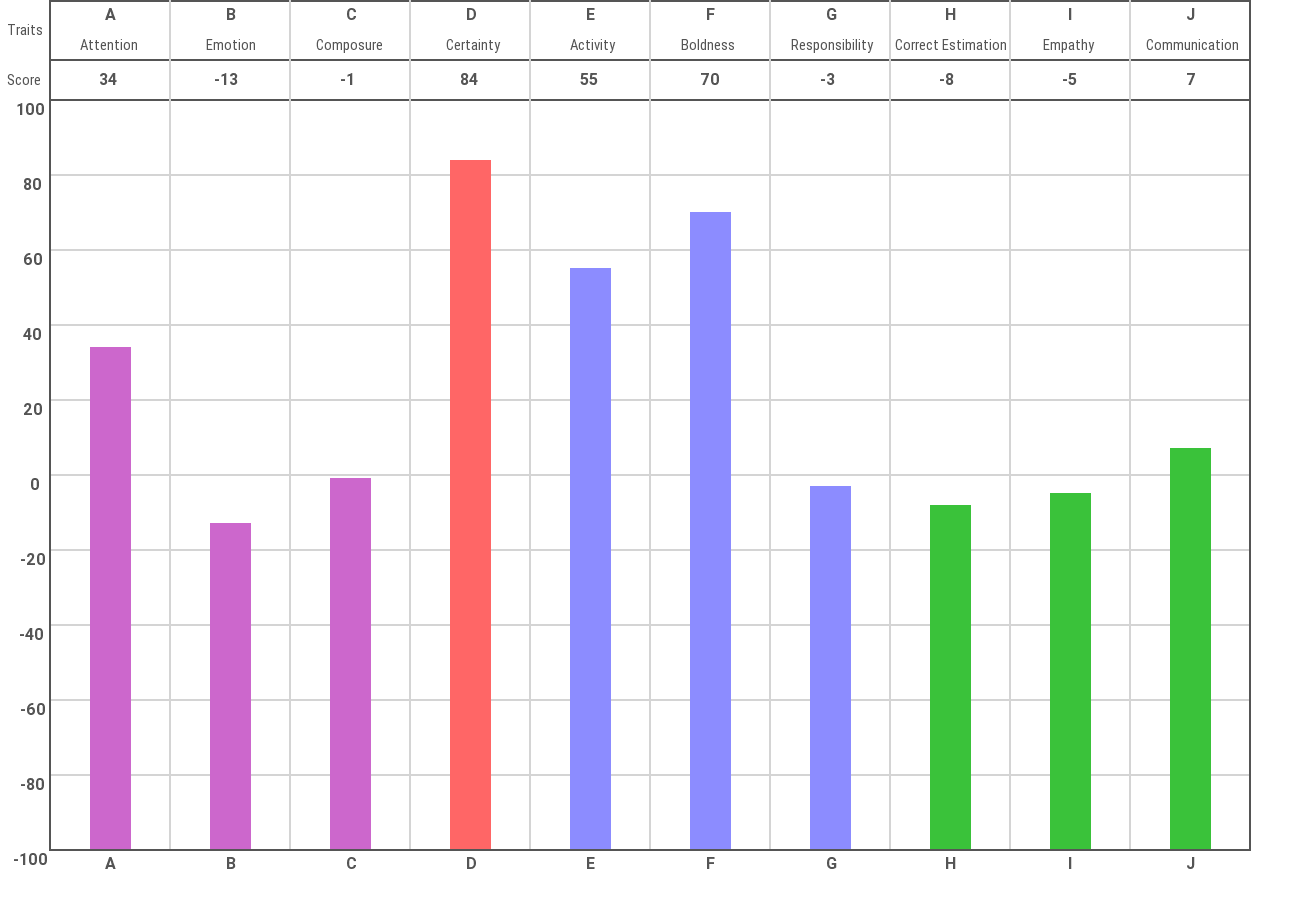 A B C D E F G H I J
Traits
Attention Emotion Composure Certainty Activity Boldness Responsibility Correct Estimation Empathy Communication
Score 34 -13 -1 84 55 70 -3 -8 -5 7
100
80
60
40
20
0
-20
-40
-60
-80
-100
A B C D E F G H I J